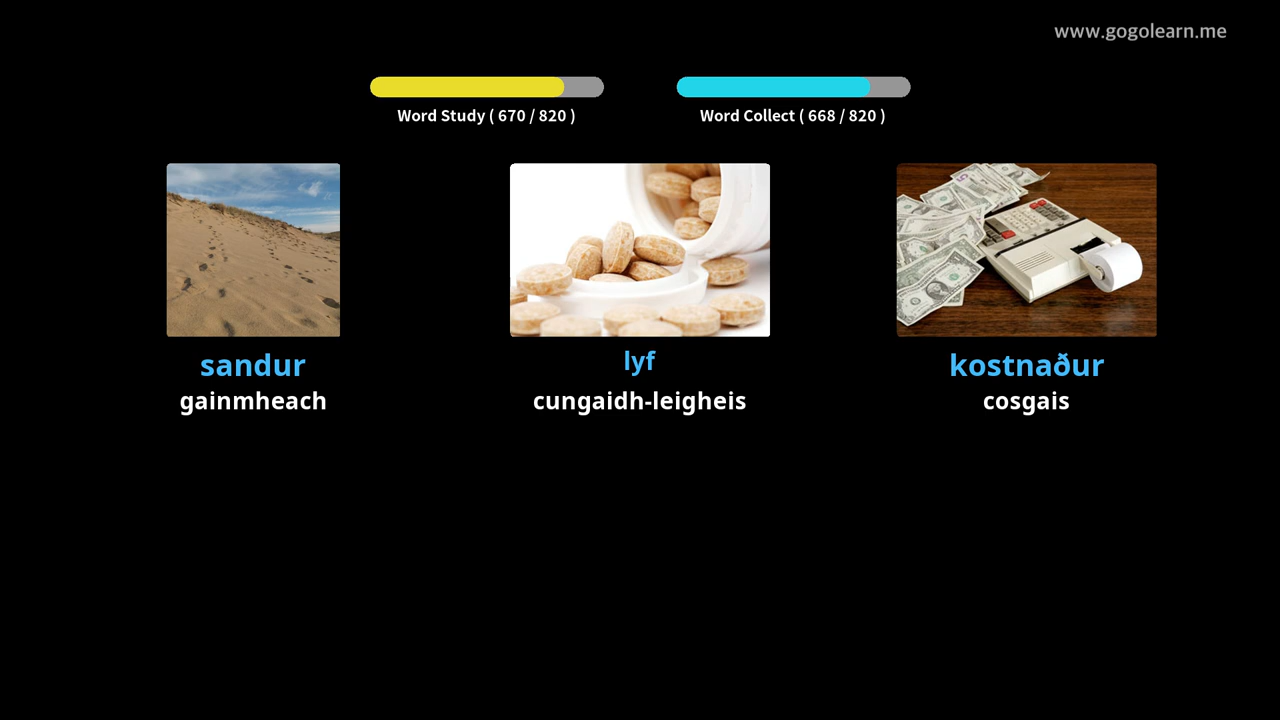 www.gogolearn.me
Word Study ( 670 / 820 )
Word Collect ( 668 / 820 )
sandur
gainmheach
lyf
cungaidh-leigheis
kostnaður
cosgais